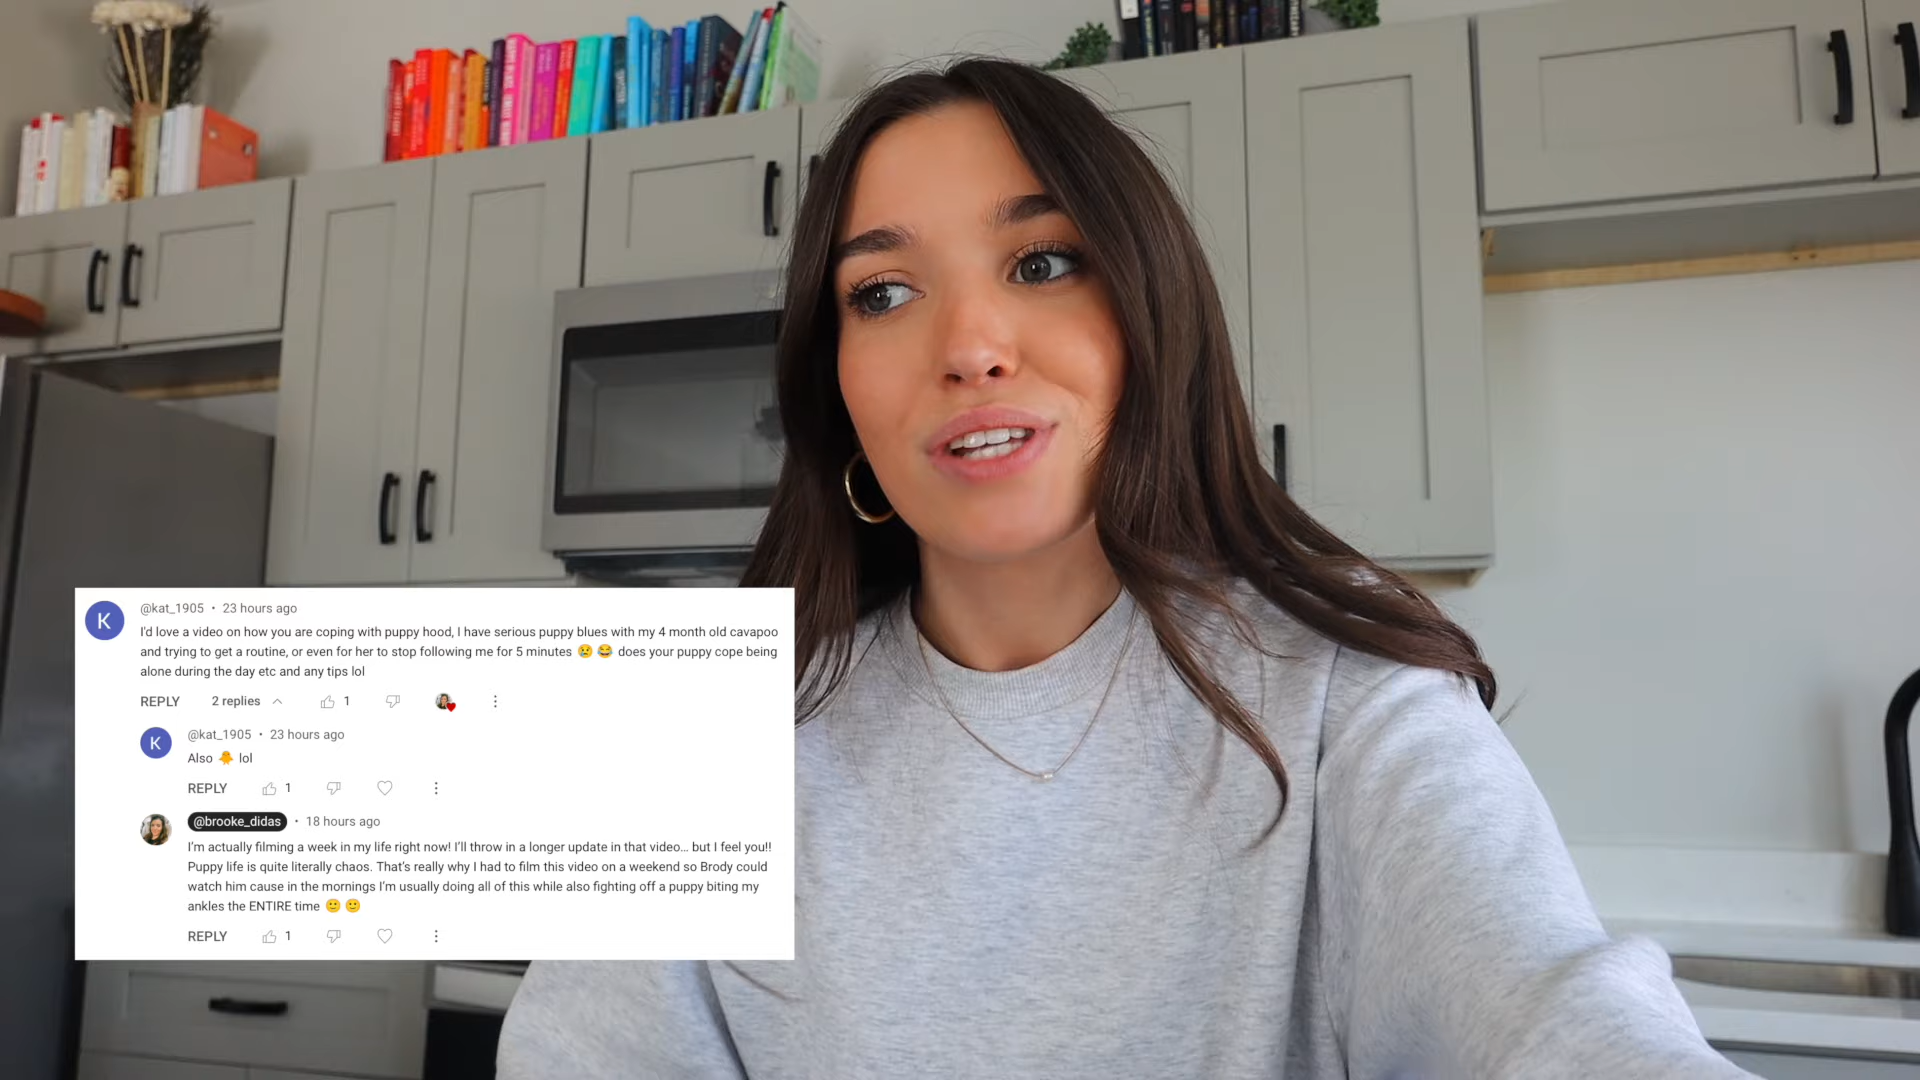 K
@kat_1905 • 23 hours ago
I'd love a video on how you are coping with puppy hood, I have serious puppy blues with my 4 month old cavapoo
and trying to get a routine, or even for her to stop following me for 5 minutes 😢 😂 does your puppy cope being
alone during the day etc and any tips lol
REPLY 2 replies 1
K
@kat_1905 • 23 hours ago
Also 🐥 lol
REPLY 1
@brooke_didas • 18 hours ago
I'm actually filming a week in my life right now! I'll throw in a longer update in that video... but I feel you!!
Puppy life is quite literally chaos. That's really why I had to film this video on a weekend so Brody could
watch him cause in the mornings I'm usually doing all of this while also fighting off a puppy biting my
ankles the ENTIRE time 🙂 🙂
REPLY 1